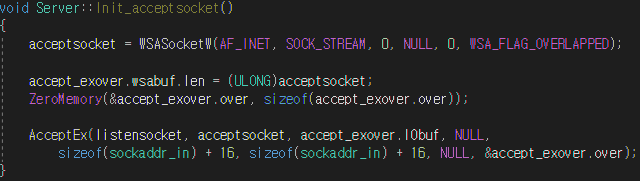 void Server::Init_acceptsocket()
{
acceptsocket = WSASocketW(AF_INET, SOCK_STREAM, 0, NULL, 0, WSA_FLAG_OVERLAPPED);
accept_exover.wsabuf.len = (ULONG)acceptsocket;
ZeroMemory(&accept_exover.over, sizeof(accept_exover.over));
AcceptEx(listensocket, acceptsocket, accept_exover.IObuf, NULL,
sizeof(sockaddr_in) + 16, sizeof(sockaddr_in) + 16, NULL, &accept_exover.over);
}